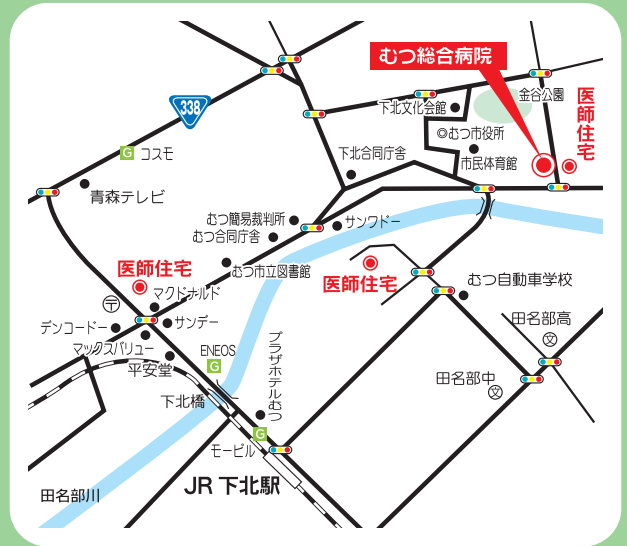 むつ総合病院
金谷公園
医師住宅
下北文化会館
338
◎むつ市役所
市民体育館
G コスモ
下北合同庁舎
青森テレビ
むつ簡易裁判所
サンワドー
むつ合同庁舎
むつ市立図書館
医師住宅
医師住宅
むつ自動車学校
〒
マクドナルド
デンコードー
サンデー
マックスバリュー
ENEOS
G
平安堂
プラザホテルむつ
田名部高
文
田名部中
文
下北橋
G
モービル
JR 下北駅
田名部川